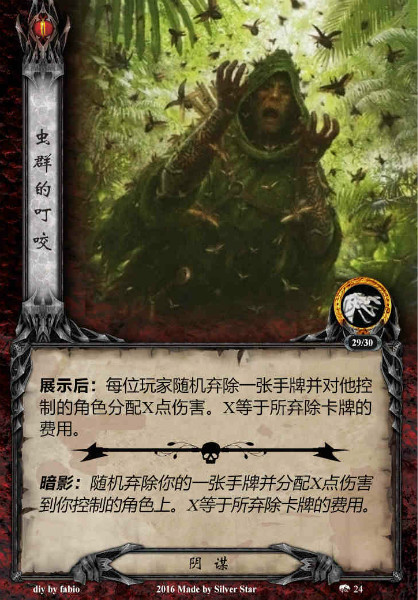 虫群的叮咬
29/30
展示后：每位玩家随机弃除一张手牌并对他控
制的角色分配X点伤害。X等于所弃除卡牌的
费用。
暗影：随机弃除你的一张手牌并分配X点伤害
到你控制的角色上。X等于所弃除卡牌的费用。
阴谋
diy by fabio
2016 Made by Silver Star
24